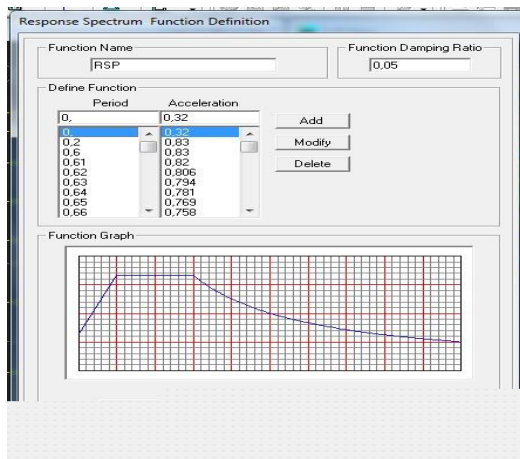 Response Spectrum Function Definition
Function Name
Function Damping Ratio
RSP
0,05
Define Function
Period Acceleration
0, 0,32
Add
0, 0,32
0,2 0,83
Modify
0,6 0,83
0,61 0,82
Delete
0,62 0,806
0,63 0,794
0,64 0,781
0,65 0,769
0,66 0,758
Function Graph